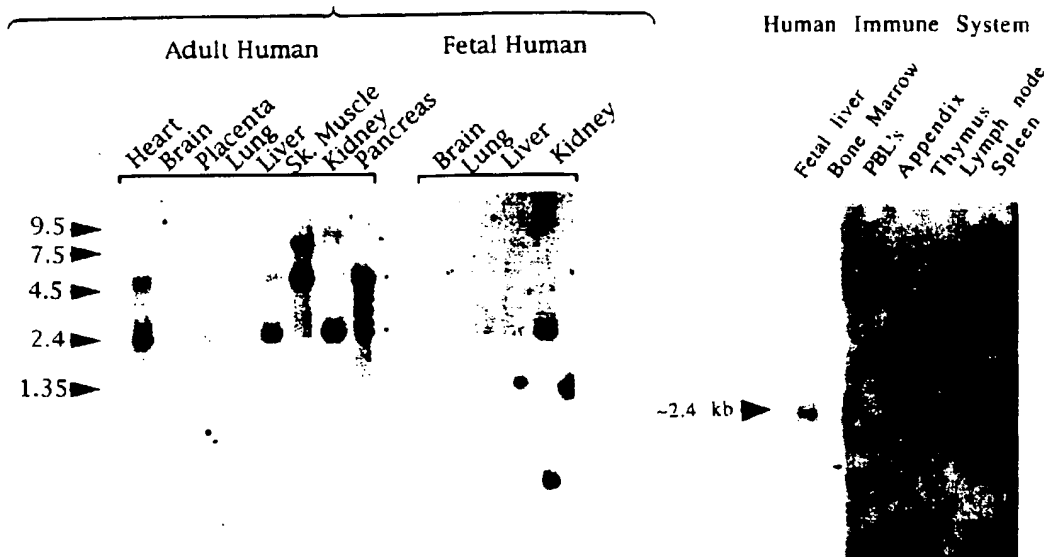 Adult Human
Fetal Human
Heart
Brain
Placenta
Lung
Liver
Sk. Muscle
Kidney
Pancreas
Brain
Lung
Liver
Kidney
9.5
7.5
4.5
2.4
1.35
Human Immune System
Fetal liver
Bone Marrow
PBL's
Appendix
Thymus
Lymph node
Spleen
~2.4 kb